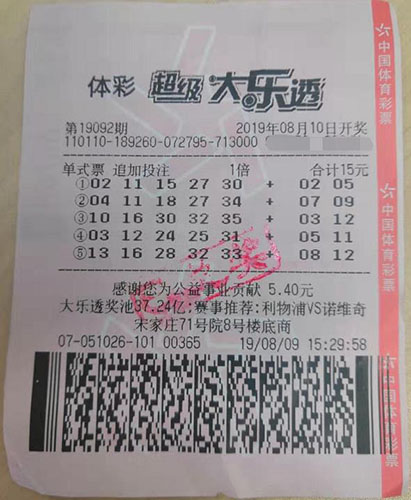 体彩 超级大乐透
第19092期 2019年08月10日开奖
110110-189260-072795-713000
单式票 追加投注 1倍 合计15元
①02 11 15 27 30 + 02 05
②04 11 18 27 34 + 07 09
③10 16 30 32 35 + 03 12
④03 12 24 25 31 + 05 11
⑤13 16 28 32 33 + 08 12
感谢您为公益事业贡献 5.40元
大乐透奖池37.24亿;赛事推荐:利物浦VS诺维奇
宋家庄71号院8号楼底商
07-051026-101 00365 19/08/09 15:29:58
中国体育彩票
中国体育彩票
中国体育彩票